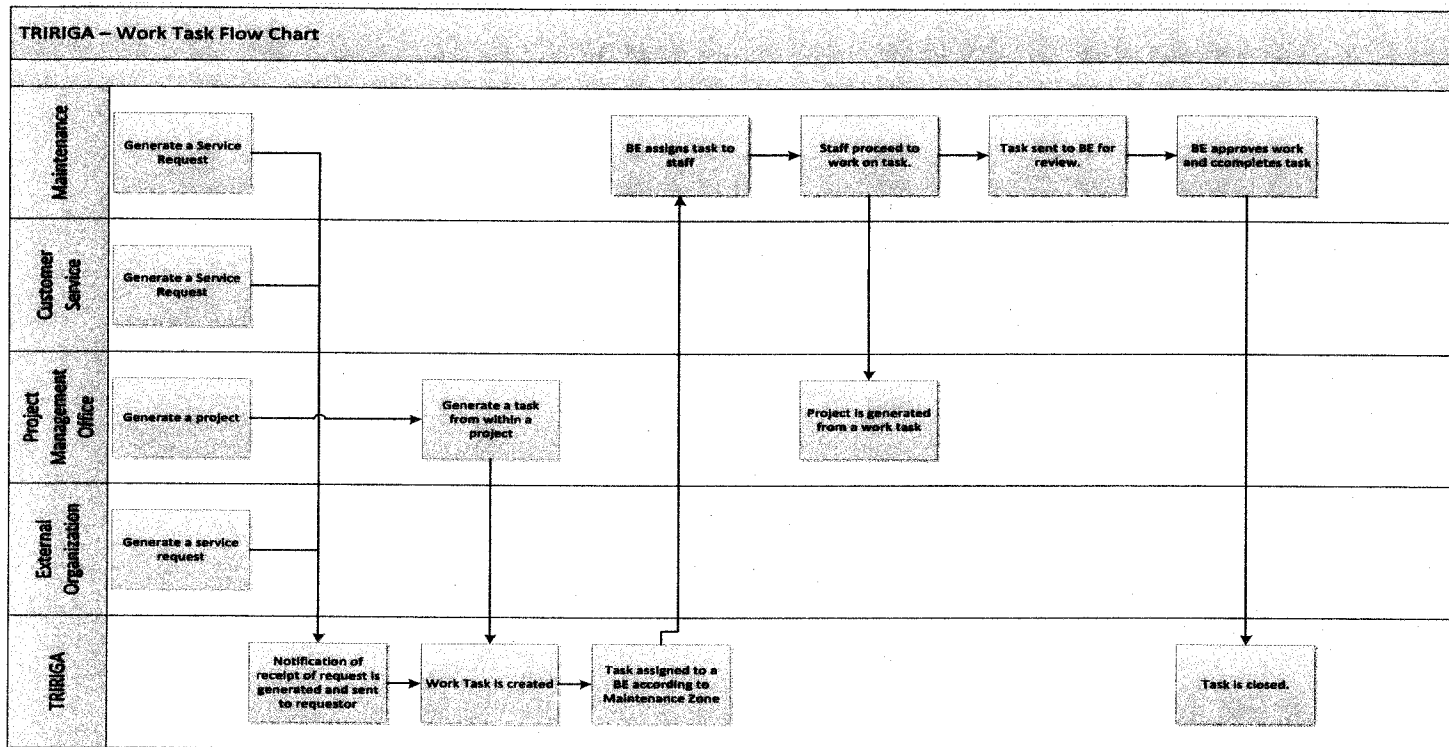 TRIRIGA – Work Task Flow Chart
Maintenance
Generate a Service
Request
BE assigns task to
staff
Staff proceed to
work on task.
Task sent to BE for
review.
BE approves work
and ccompletes task
Customer
Service
Generate a Service
Request
Project
Management
Office
Generate a project
Generate a task
from within a
project
Project is generated
from a work task
External
Organization
Generate a service
request
TRIRIGA
Notification of
receipt of request is
generated and sent
to requestor
Work Task is created
Task assigned to a
BE according to
Maintenance Zone
Task is closed.